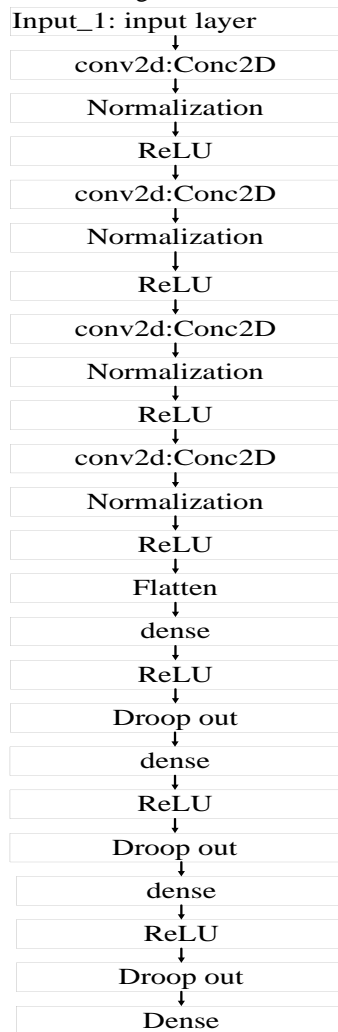 Input_1: input layer
conv2d:Conc2D
Normalization
ReLU
conv2d:Conc2D
Normalization
ReLU
conv2d:Conc2D
Normalization
ReLU
conv2d:Conc2D
Normalization
ReLU
Flatten
dense
ReLU
Droop out
dense
ReLU
Droop out
dense
ReLU
Droop out
Dense